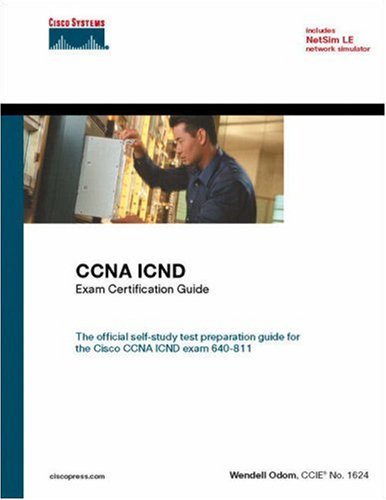 CISCO SYSTEMS
includes
NetSim LE
network simulator
CCNA ICND
Exam Certification Guide
The official self-study test preparation guide for
the Cisco CCNA ICND exam 640-811
ciscopress.com
Wendell Odom, CCIE® No. 1624